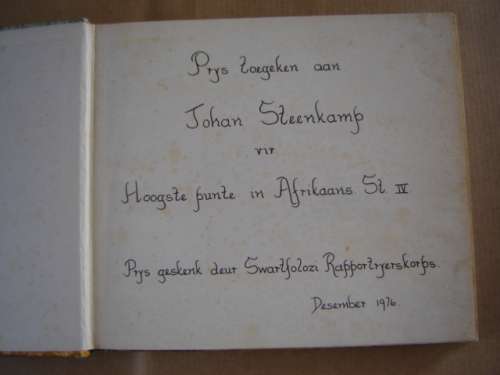 Prys toegeken aan
Johan Steenkamp
vir
Hoogste punte in Afrikaans St IV
Prys geskenk deur Swartfolozi Rapportryerskorps.
Desember 1976.